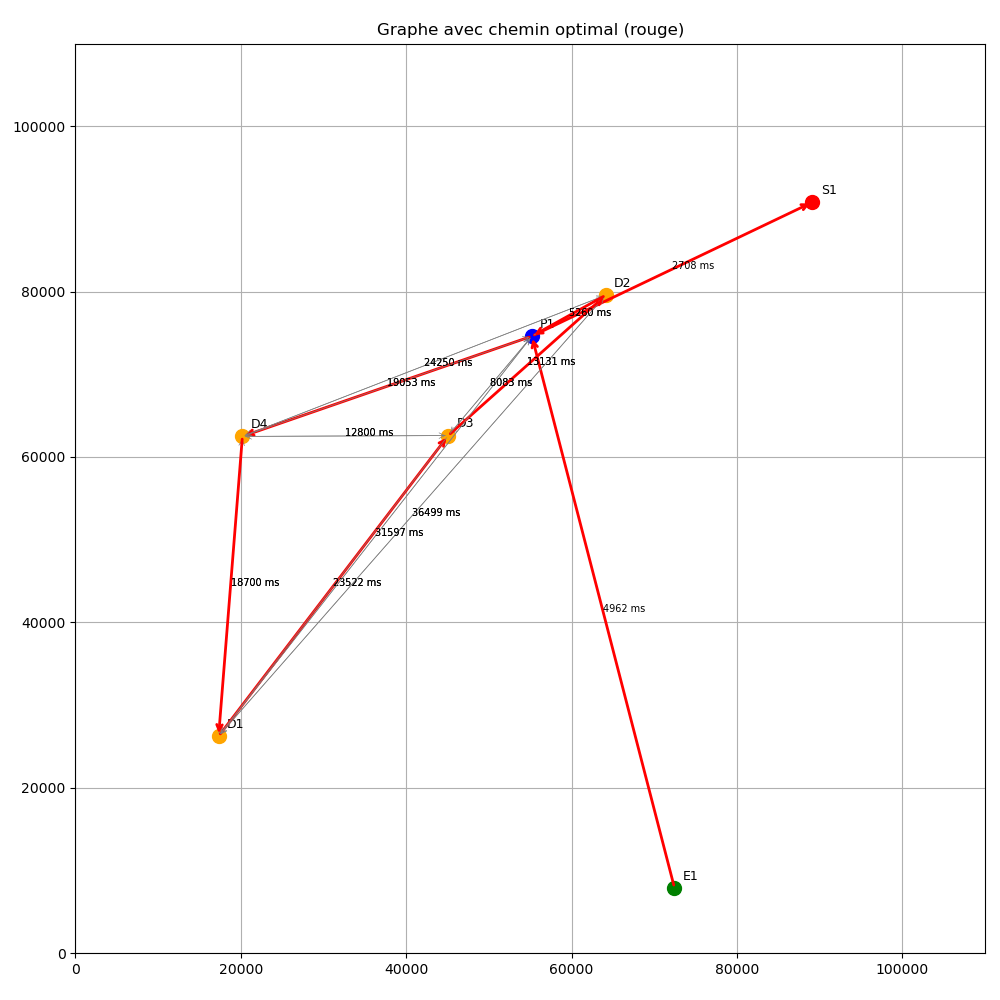 Graphe avec chemin optimal (rouge)
100000
80000
60000
40000
20000
0
S1
2708 ms
D2
5260 ms
P1
24250 ms
13131 ms
19053 ms
8083 ms
D4
D3
12800 ms
36499 ms
31597 ms
18700 ms
23522 ms
4962 ms
D1
E1
0
20000
40000
60000
80000
100000